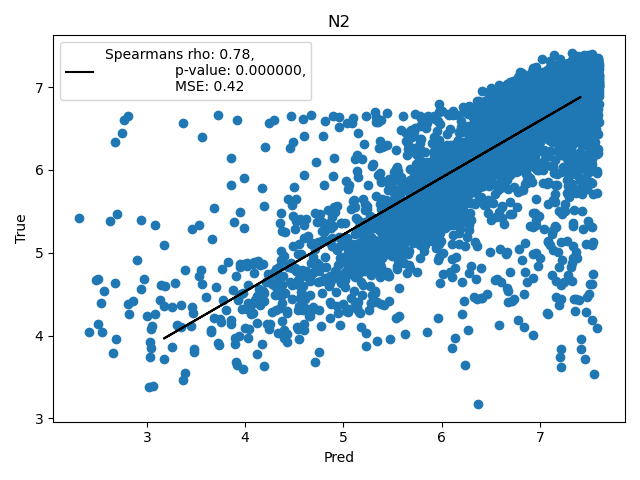 N2
Spearmans rho: 0.78,
p-value: 0.000000,
MSE: 0.42
True
7
6
5
4
3
3 4 5 6 7
Pred